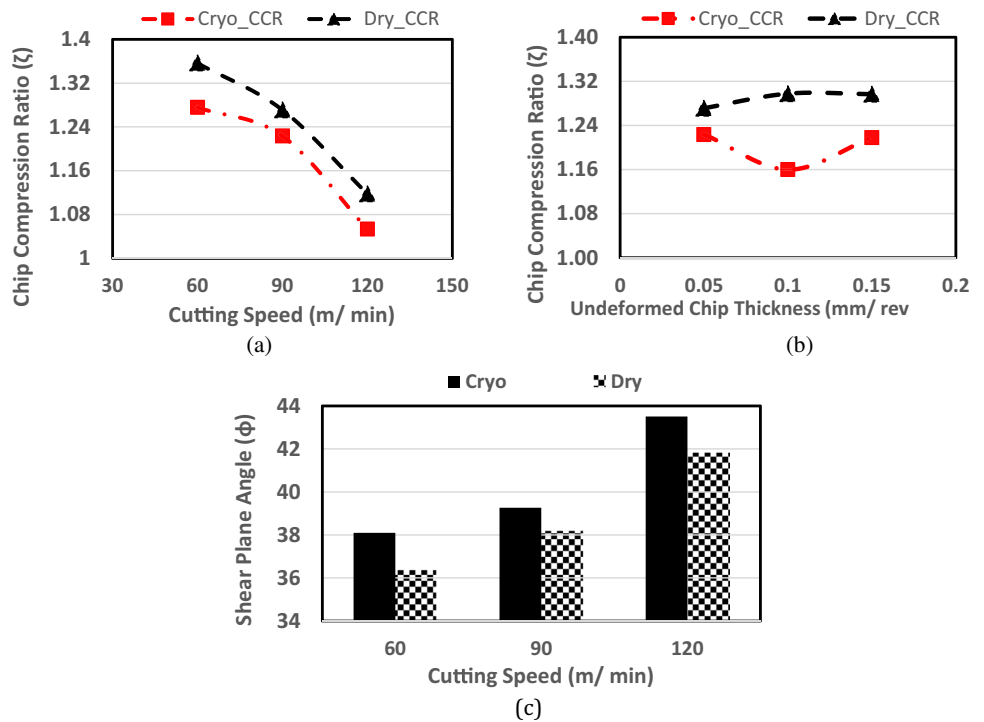 Cryo_CCR Dry_CCR
Chip Compression Ratio (ζ)
1.4
1.32
1.24
1.16
1.08
1
30 60 90 120 150
Cutting Speed (m/ min)
(a)
Cryo_CCR Dry_CCR
Chip Compression Ratio (ζ)
1.40
1.32
1.24
1.16
1.08
1.00
0 0.05 0.1 0.15 0.2
Undeformed Chip Thickness (mm/ rev
(b)
Cryo Dry
Shear Plane Angle (ф)
44
42
40
38
36
34
60 90 120
Cutting Speed (m/ min)
(c)